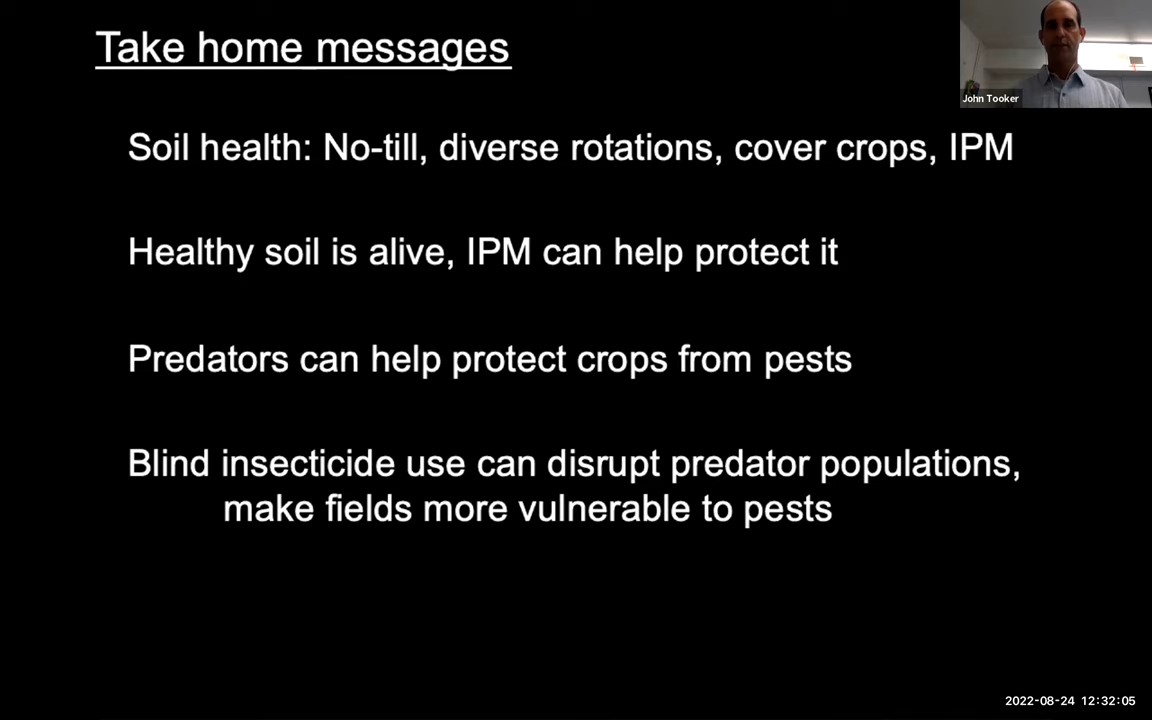 Take home messages
John Tooker
Soil health: No-till, diverse rotations, cover crops, IPM
Healthy soil is alive, IPM can help protect it
Predators can help protect crops from pests
Blind insecticide use can disrupt predator populations,
make fields more vulnerable to pests
2022-08-24 12:32:05